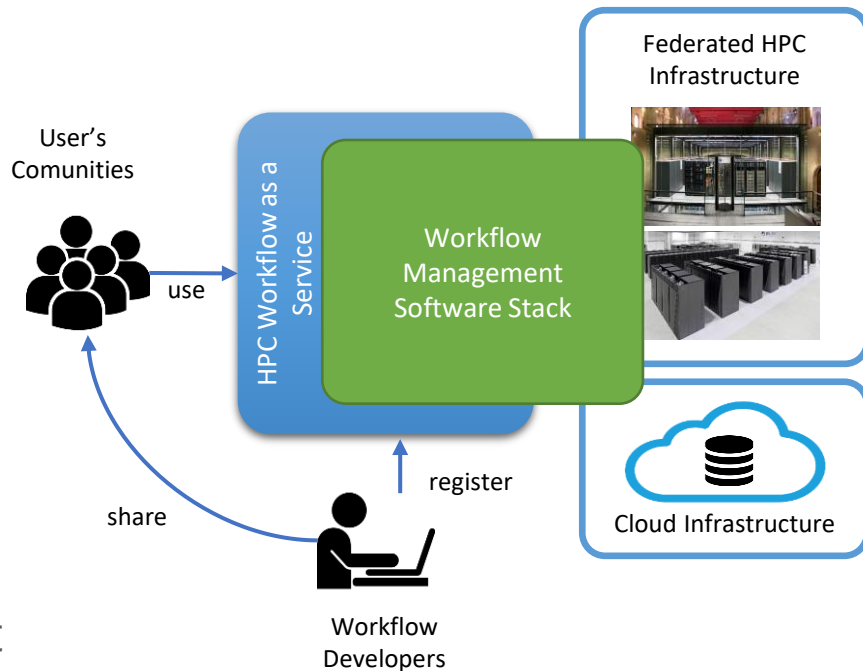 Federated HPC
Infrastructure
User's
Comunities
HPC Workflow as a
Service
Workflow
Management
Software Stack
use
register
share
Cloud Infrastructure
Workflow
Developers